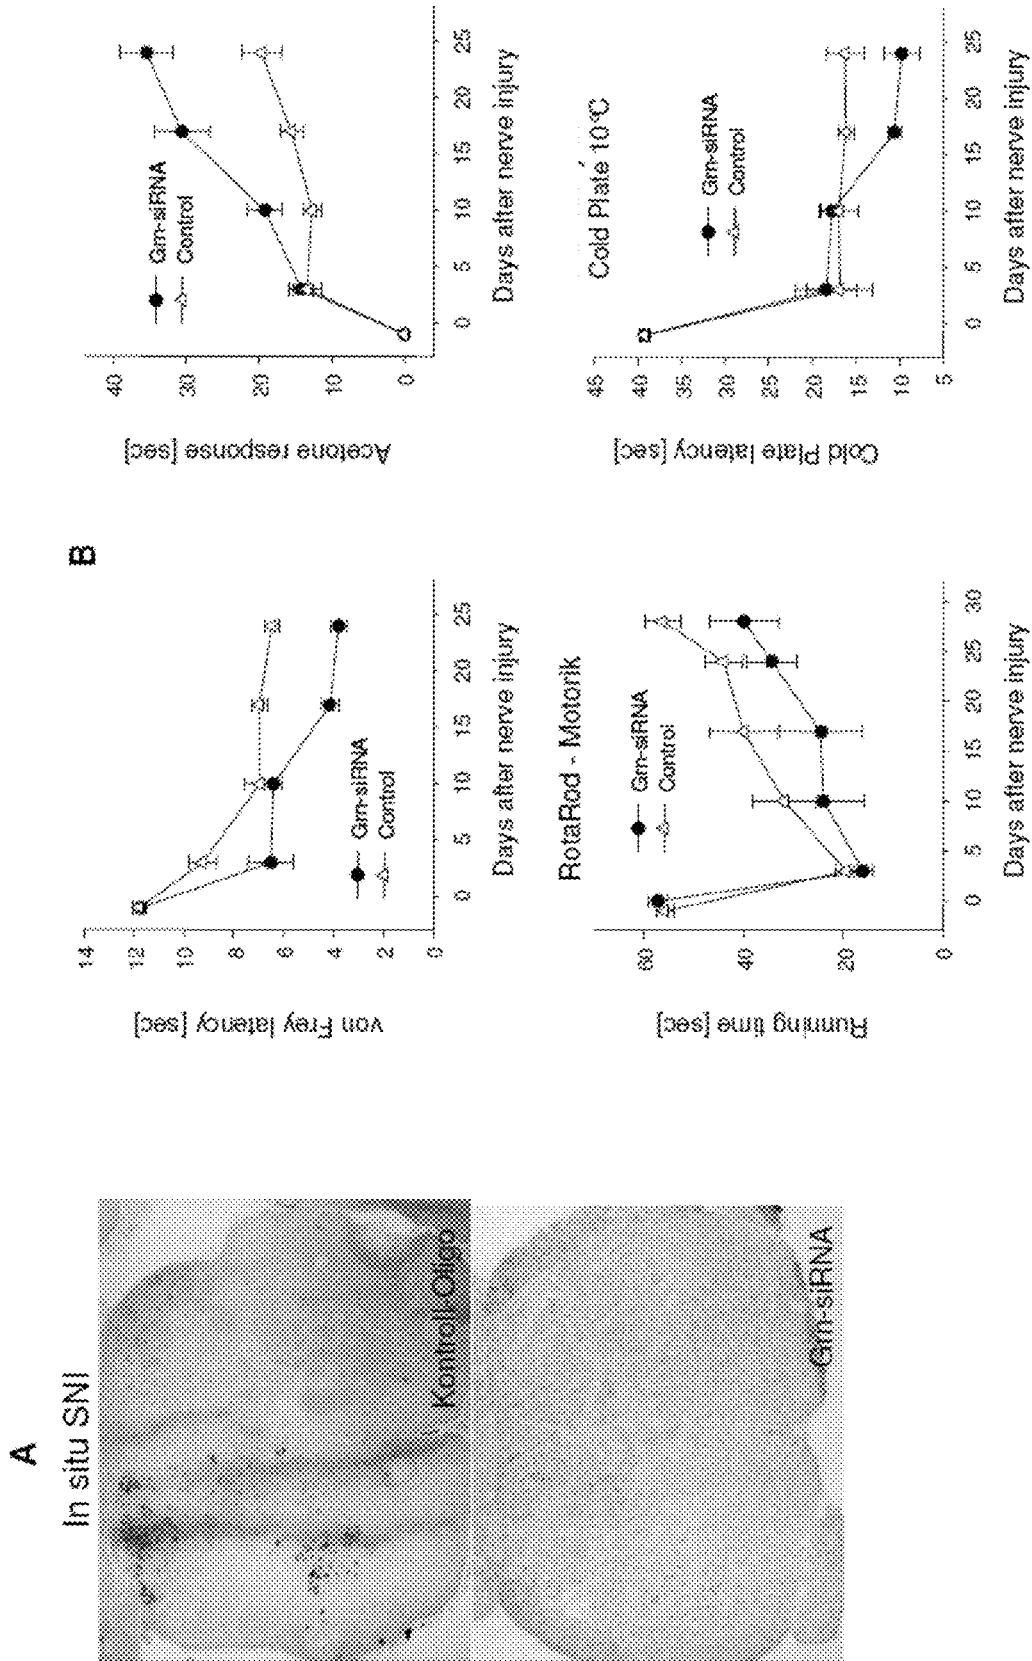 A
In situ SNI
Kontroll-Oligo
Grn-siRNA
B
von Frey latency [sec]
14
12
10
8
6
4
2
0
Grn-siRNA
Control
0 5 10 15 20 25
Days after nerve injury
Acetone response [sec]
40
30
20
10
0
Grn-siRNA
Control
0 5 10 15 20 25
Days after nerve injury
RotaRod - Motorik
Running time [sec]
60
40
20
0
Grn-siRNA
Control
0 5 10 15 20 25 30
Days after nerve injury
Cold Plate 10°C
Cold Plate latency [sec]
45
40
35
30
25
20
15
10
5
Grn-siRNA
Control
0 5 10 15 20 25
Days after nerve injury